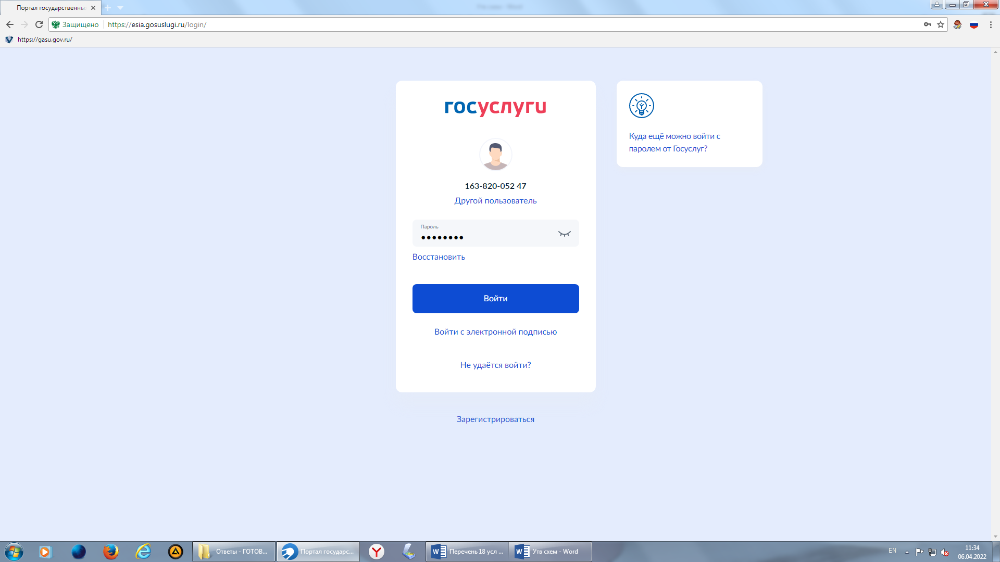 Портал государственны
Защищено
https://esia.gosuslugi.ru/login/
https://gasu.gov.ru/
госуслуги
163-820-052 47
Другой пользователь
Пароль
Восстановить
Войти
Войти с электронной подписью
Не удаётся войти?
Зарегистрироваться
Куда ещё можно войти с
паролем от Госуслуг?
Ответы - ГОТОВ...
Портал государс...
Перечень 18 усл ...
Утв схем - Word
EN
11:34
06.04.2022